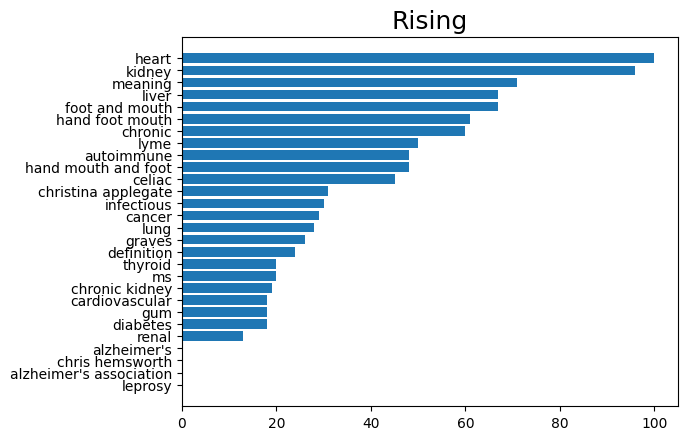 Rising
heart
kidney
meaning
liver
foot and mouth
hand foot mouth
chronic
lyme
autoimmune
hand mouth and foot
celiac
christina applegate
infectious
cancer
lung
graves
definition
thyroid
ms
chronic kidney
cardiovascular
gum
diabetes
renal
alzheimer's
chris hemsworth
alzheimer's association
leprosy
0 20 40 60 80 100